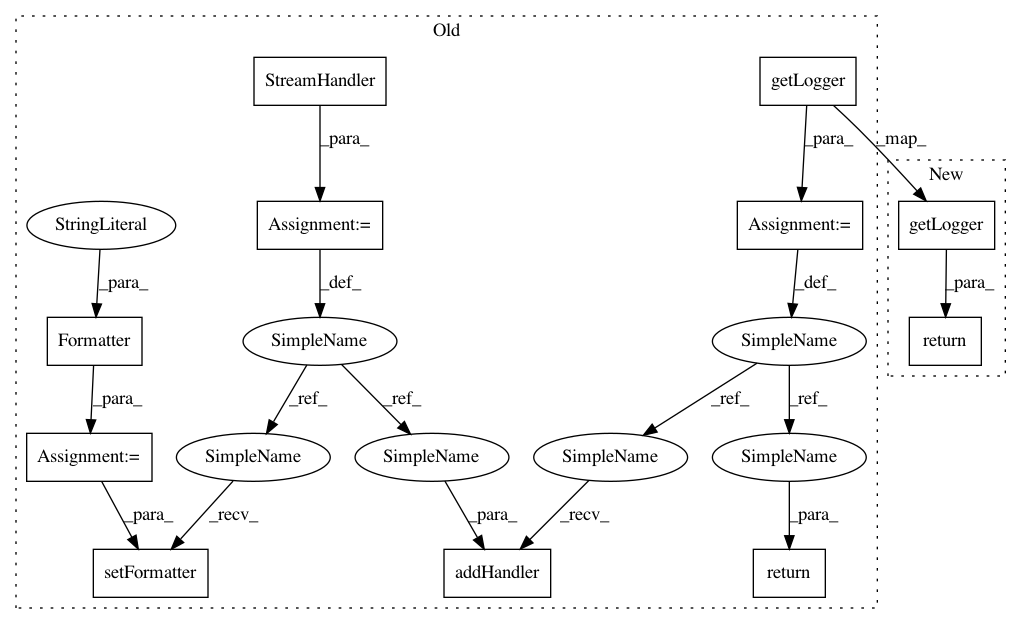 Old
StreamHandler
getLogger
_para_
_para_
_map_
New
StringLiteral
Assignment:=
Assignment:=
getLogger
_para_
_def_
_def_
_para_
Formatter
SimpleName
SimpleName
return
_para_
_ref_
_ref_
_ref_
_ref_
Assignment:=
SimpleName
SimpleName
SimpleName
SimpleName
_para_
_recv_
_para_
_recv_
_para_
setFormatter
addHandler
return